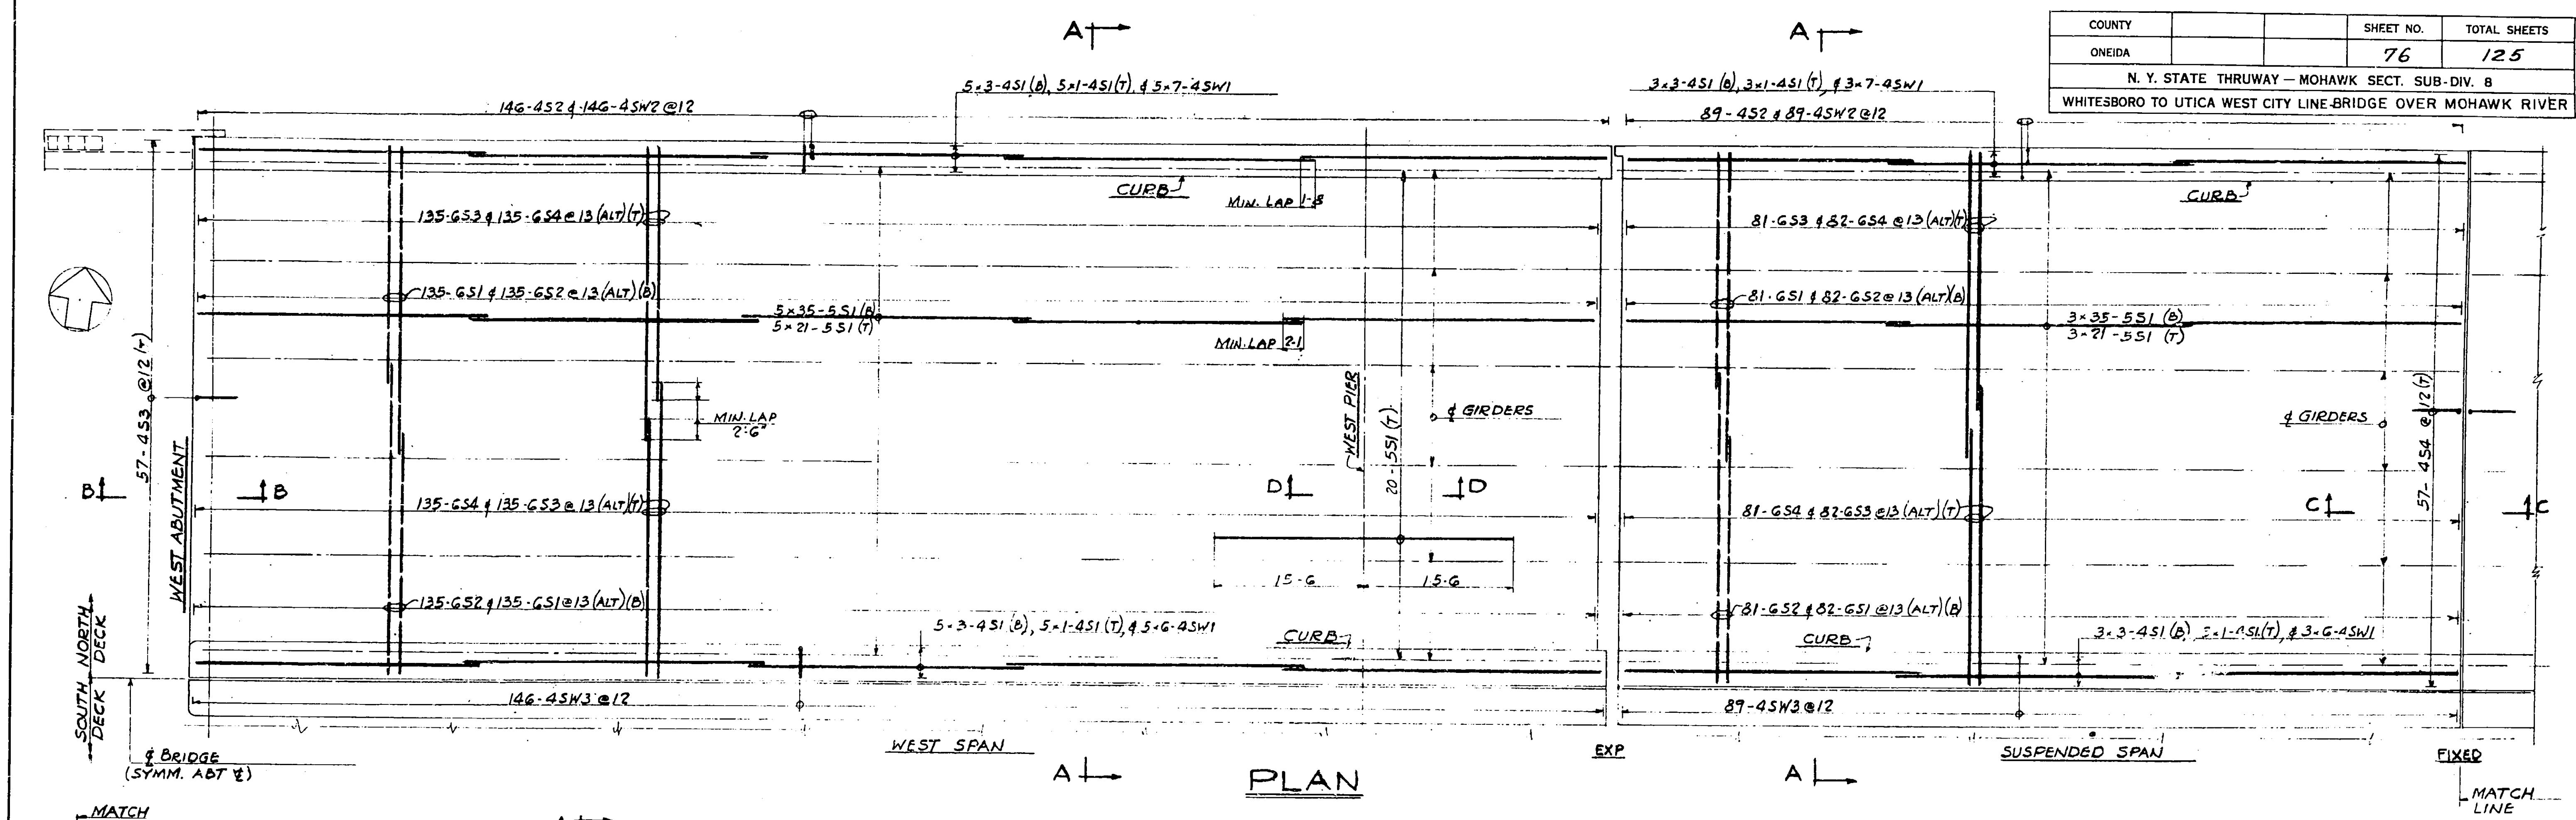 COUNTY SHEET NO. TOTAL SHEETS
ONEIDA 76 125
N. Y. STATE THRUWAY — MOHAWK SECT. SUB-DIV. 8
WHITESBORO TO UTICA WEST CITY LINE-BRIDGE OVER MOHAWK RIVER
A A
5×3-4S1 (B), 5×1-4S1 (T), & 5×7-4SW1
3×3-4S1 (B), 3×1-4S1 (T), & 3×7-4SW1
146-4S2 & 146-4SW2 @12
89-4S2 & 89-4SW2 @12
CURB
MIN. LAP 1-8
CURB
135-6S3 & 135-6S4 @ 13 (ALT)(T)
81-6S3 & 82-6S4 @ 13 (ALT)(T)
135-6S1 & 135-6S2 @ 13 (ALT)(B)
81-6S1 & 82-6S2 @ 13 (ALT)(B)
5×35-5S1 (B)
5×21-5S1 (T)
3×35-5S1 (B)
3×21-5S1 (T)
MIN. LAP 2-1
57-4S3 @12 (T)
MIN. LAP
2'-6"
WEST PIER
20-5S1 (T)
℄ GIRDERS
℄ GIRDERS
57-4S4 @12 (T)
WEST ABUTMENT
B B
D D
C C
135-6S4 & 135-6S3 @ 13 (ALT)(T)
81-6S4 & 82-6S3 @13 (ALT)(T)
15-6 15-6
135-6S2 & 135-6S1 @ 13 (ALT)(B)
81-6S2 & 82-6S1 @13 (ALT)(B)
5×3-4S1 (B), 5×1-4S1 (T), & 5×6-4SW1
CURB
CURB
3×3-4S1 (B), 3×1-4S1 (T), & 3×6-4SW1
NORTH DECK
SOUTH DECK
146-4SW3 @12
89-4SW3 @12
WEST SPAN
EXP
SUSPENDED SPAN
FIXED
℄ BRIDGE
(SYMM. ABT ℄)
A A
PLAN
MATCH
MATCH
LINE